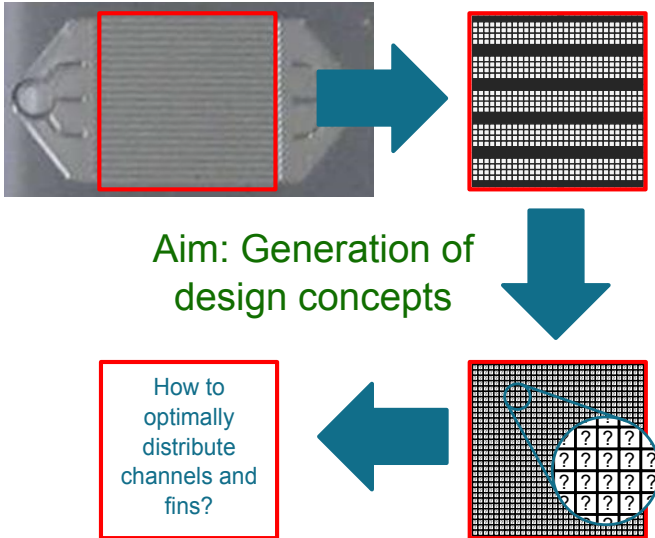 Aim: Generation of
design concepts
How to
optimally
distribute
channels and
fins?
? ? ? ? ?
? ? ? ? ?
? ? ? ? ?
? ? ? ? ?